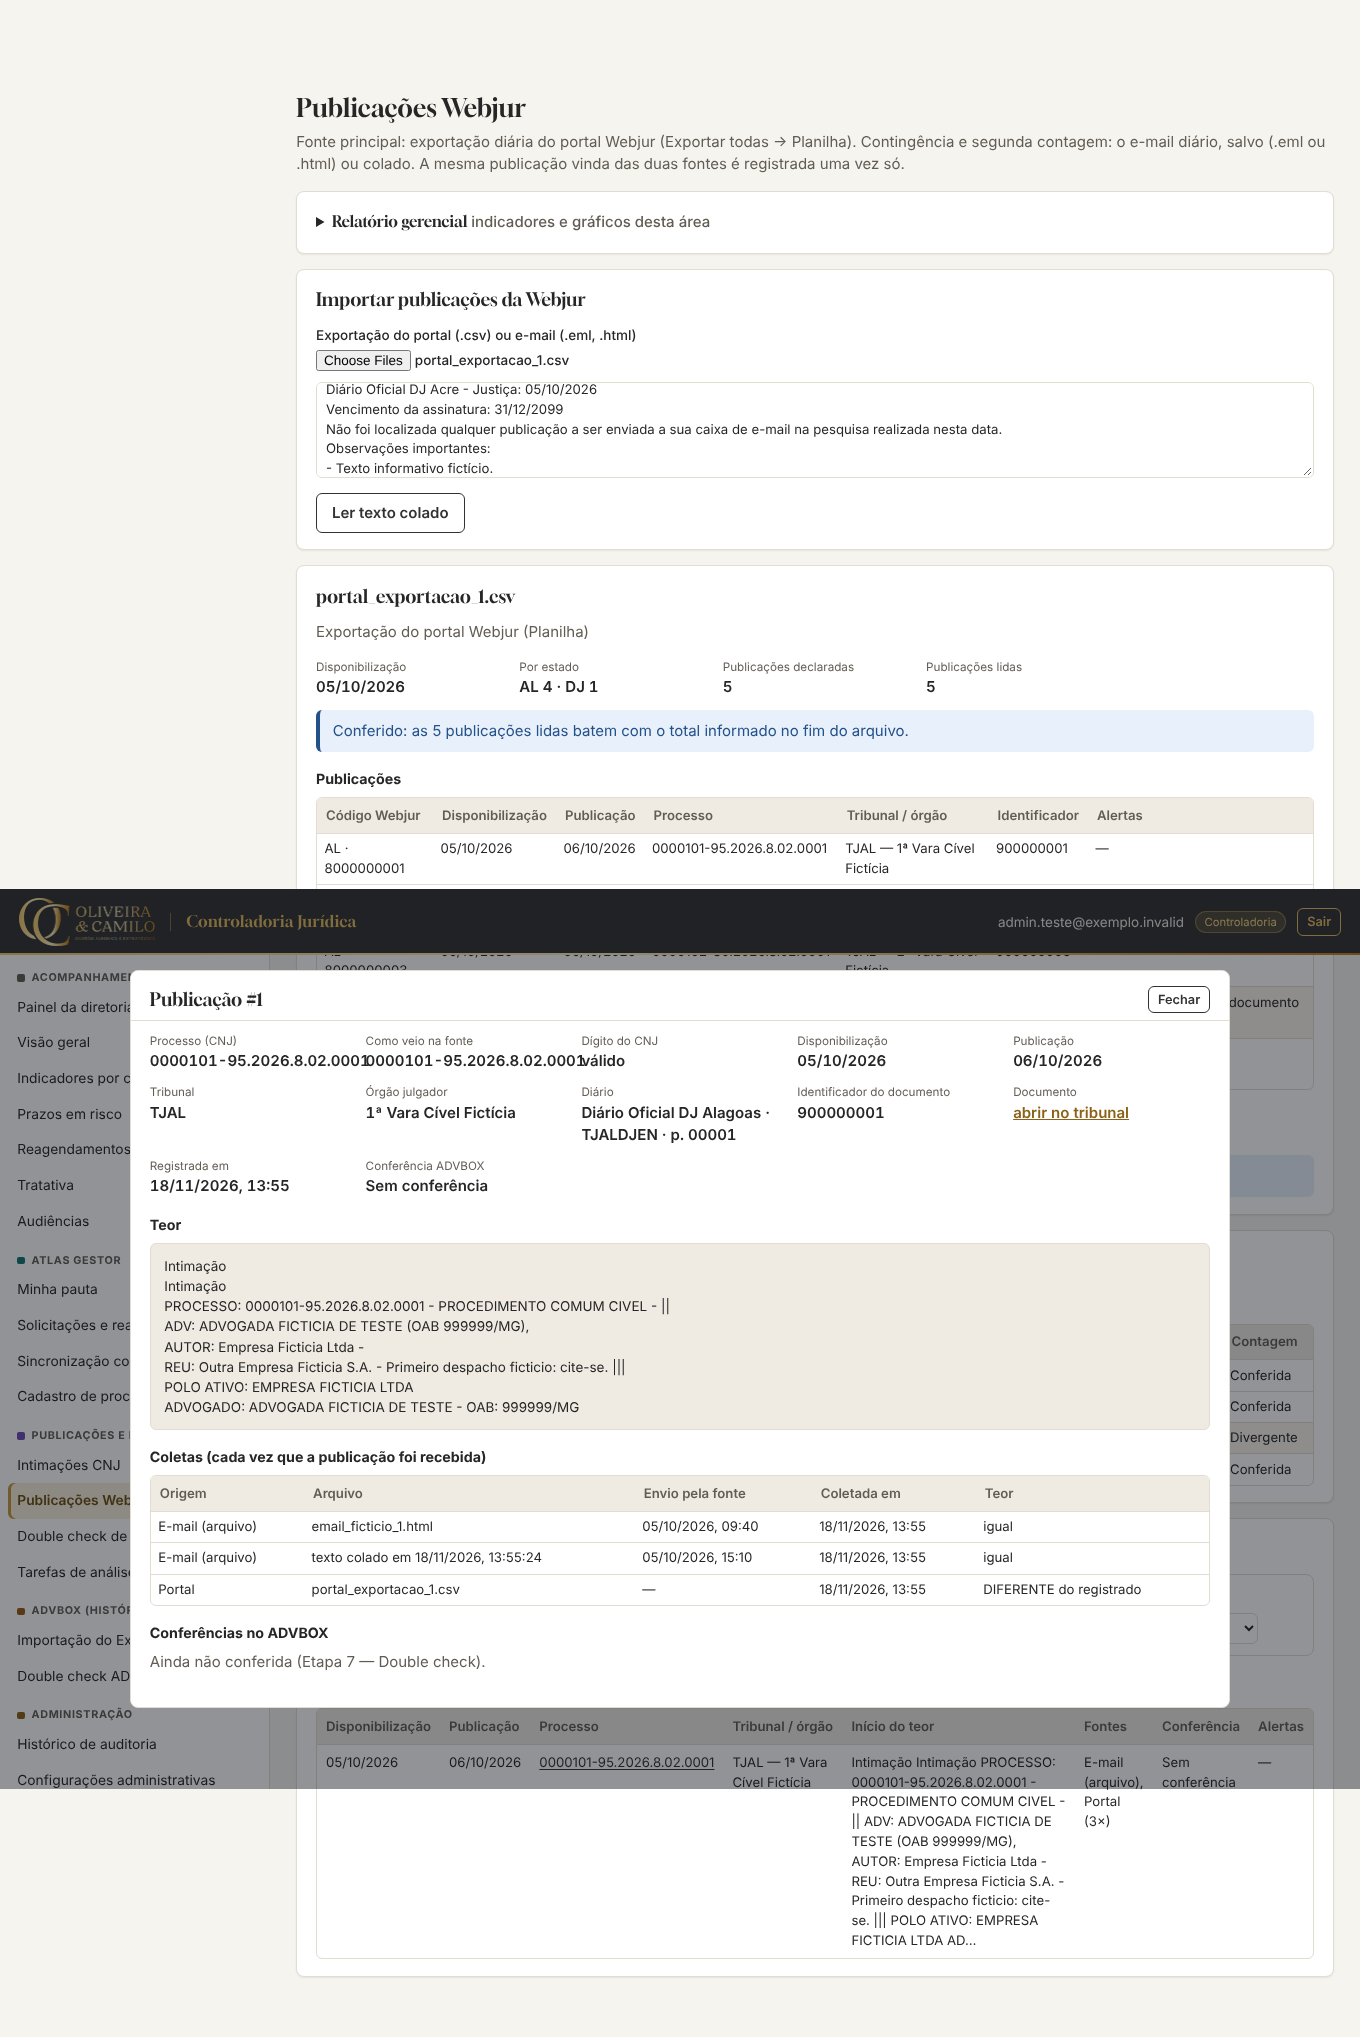 Publicações Webjur
Fonte principal: exportação diária do portal Webjur (Exportar todas → Planilha). Contingência e segunda contagem: o e-mail diário, salvo (.eml ou
.html) ou colado. A mesma publicação vinda das duas fontes é registrada uma vez só.
▶ Relatório gerencial indicadores e gráficos desta área
Importar publicações da Webjur
Exportação do portal (.csv) ou e-mail (.eml, .html)
Choose Files portal_exportacao_1.csv
Diário Oficial DJ Acre - Justiça: 05/10/2026
Vencimento da assinatura: 31/12/2099
Não foi localizada qualquer publicação a ser enviada a sua caixa de e-mail na pesquisa realizada nesta data.
Observações importantes:
- Texto informativo fictício.
Ler texto colado
portal_exportacao_1.csv
Exportação do portal Webjur (Planilha)
Disponibilização Por estado Publicações declaradas Publicações lidas
05/10/2026 AL 4 · DJ 1 5 5
Conferido: as 5 publicações lidas batem com o total informado no fim do arquivo.
Publicações
Código Webjur Disponibilização Publicação Processo Tribunal / órgão Identificador Alertas
AL · 05/10/2026 06/10/2026 0000101-95.2026.8.02.0001 TJAL — 1ª Vara Cível 900000001 —
8000000001 Fictícia
OLIVEIRA
& CAMILO
Controladoria Jurídica
admin.teste@exemplo.invalid Controladoria Sair
ACOMPANHAMEN
Painel da diretoria
Visão geral
Indicadores por c
Prazos em risco
Reagendamentos
Tratativa
Audiências
ATLAS GESTOR
Minha pauta
Solicitações e rea
Sincronização co
Cadastro de proc
PUBLICAÇÕES E
Intimações CNJ
Publicações Web
Double check de
Tarefas de análise
ADVBOX (HISTÓR
Importação do Ex
Double check AD
ADMINISTRAÇÃO
Histórico de auditoria
Configurações administrativas
Publicação #1
Fechar
Processo (CNJ) Como veio na fonte Dígito do CNJ Disponibilização Publicação
0000101-95.2026.8.02.0001 0000101-95.2026.8.02.0001 válido 05/10/2026 06/10/2026
Tribunal Órgão julgador Diário Identificador do documento Documento
TJAL 1ª Vara Cível Fictícia Diário Oficial DJ Alagoas · 900000001 abrir no tribunal
TJALDJEN · p. 00001
Registrada em Conferência ADVBOX
18/11/2026, 13:55 Sem conferência
Teor
Intimação
Intimação
PROCESSO: 0000101-95.2026.8.02.0001 - PROCEDIMENTO COMUM CIVEL - ||
ADV: ADVOGADA FICTICIA DE TESTE (OAB 999999/MG),
AUTOR: Empresa Ficticia Ltda -
REU: Outra Empresa Ficticia S.A. - Primeiro despacho ficticio: cite-se. |||
POLO ATIVO: EMPRESA FICTICIA LTDA
ADVOGADO: ADVOGADA FICTICIA DE TESTE - OAB: 999999/MG
Coletas (cada vez que a publicação foi recebida)
Origem Arquivo Envio pela fonte Coletada em Teor
E-mail (arquivo) email_ficticio_1.html 05/10/2026, 09:40 18/11/2026, 13:55 igual
E-mail (arquivo) texto colado em 18/11/2026, 13:55:24 05/10/2026, 15:10 18/11/2026, 13:55 igual
Portal portal_exportacao_1.csv — 18/11/2026, 13:55 DIFERENTE do registrado
Conferências no ADVBOX
Ainda não conferida (Etapa 7 — Double check).
documento
Contagem
Conferida
Conferida
Divergente
Conferida
Disponibilização Publicação Processo Tribunal / órgão Início do teor Fontes Conferência Alertas
05/10/2026 06/10/2026 0000101-95.2026.8.02.0001 TJAL — 1ª Vara Intimação Intimação PROCESSO: E-mail Sem —
Cível Fictícia 0000101-95.2026.8.02.0001 - (arquivo), conferência
PROCEDIMENTO COMUM CIVEL - Portal
|| ADV: ADVOGADA FICTICIA DE (3×)
TESTE (OAB 999999/MG),
AUTOR: Empresa Ficticia Ltda -
REU: Outra Empresa Ficticia S.A. -
Primeiro despacho ficticio: cite-
se. ||| POLO ATIVO: EMPRESA
FICTICIA LTDA AD...